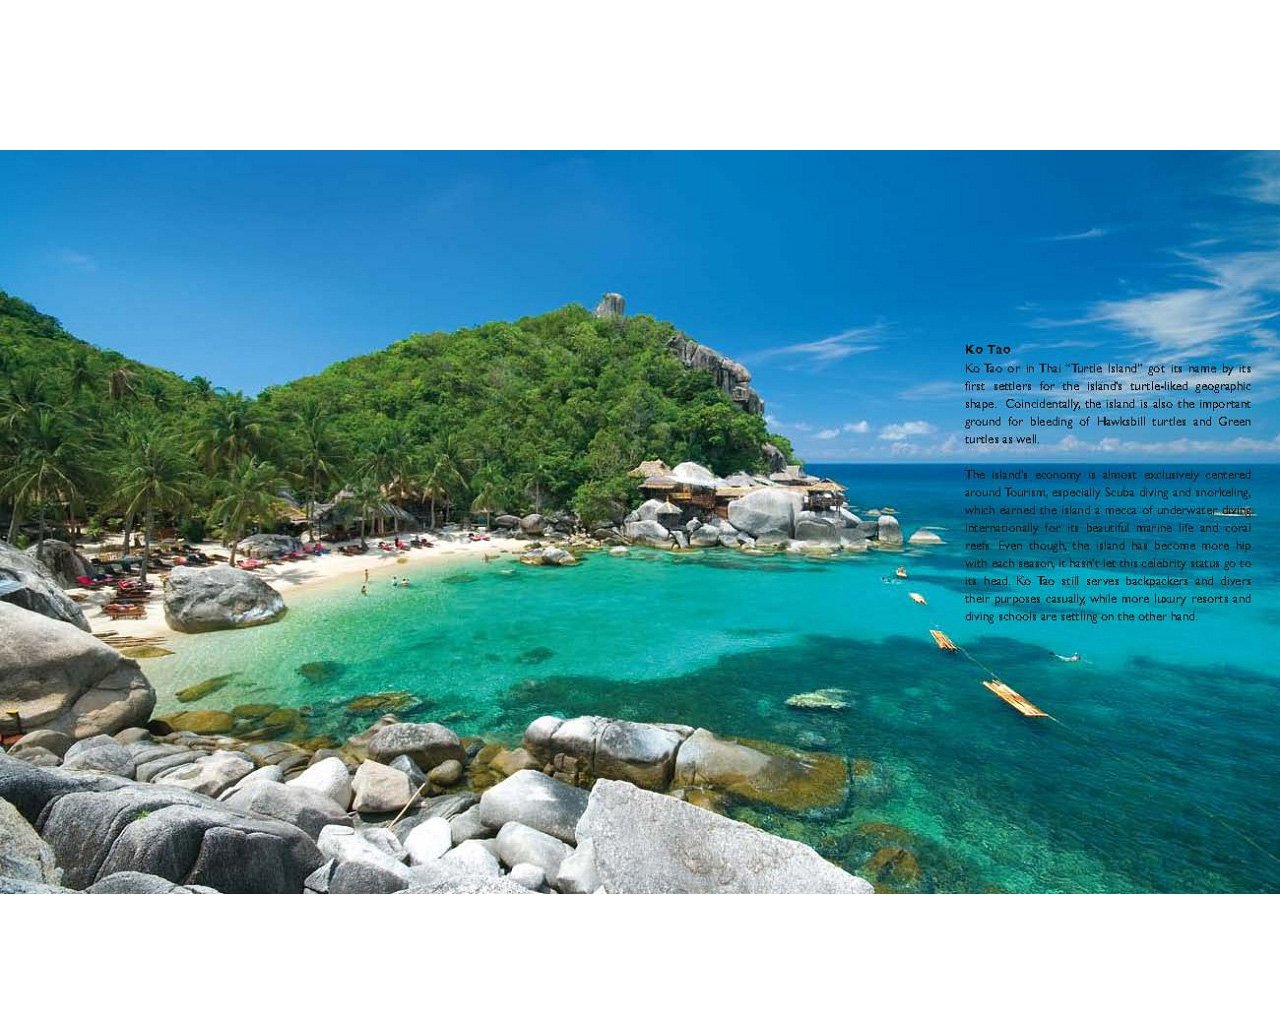 Ko Tao
Ko Tao or in Thai "Turtle Island" got its name by its
first settlers for the island's turtle-liked geographic
shape. Coincidentally, the island is also the important
ground for bleeding of Hawksbill turtles and Green
turtles as well.
The island's economy is almost exclusively centered
around Tourism, especially Scuba diving and snorkeling,
which earned the island a mecca of underwater diving
internationally for its beautiful marine life and coral
reefs. Even though, the island has become more hip
with each season, it hasn't let this celebrity status go to
its head. Ko Tao still serves backpackers and divers
their purposes casually, while more luxury resorts and
diving schools are settling on the other hand.